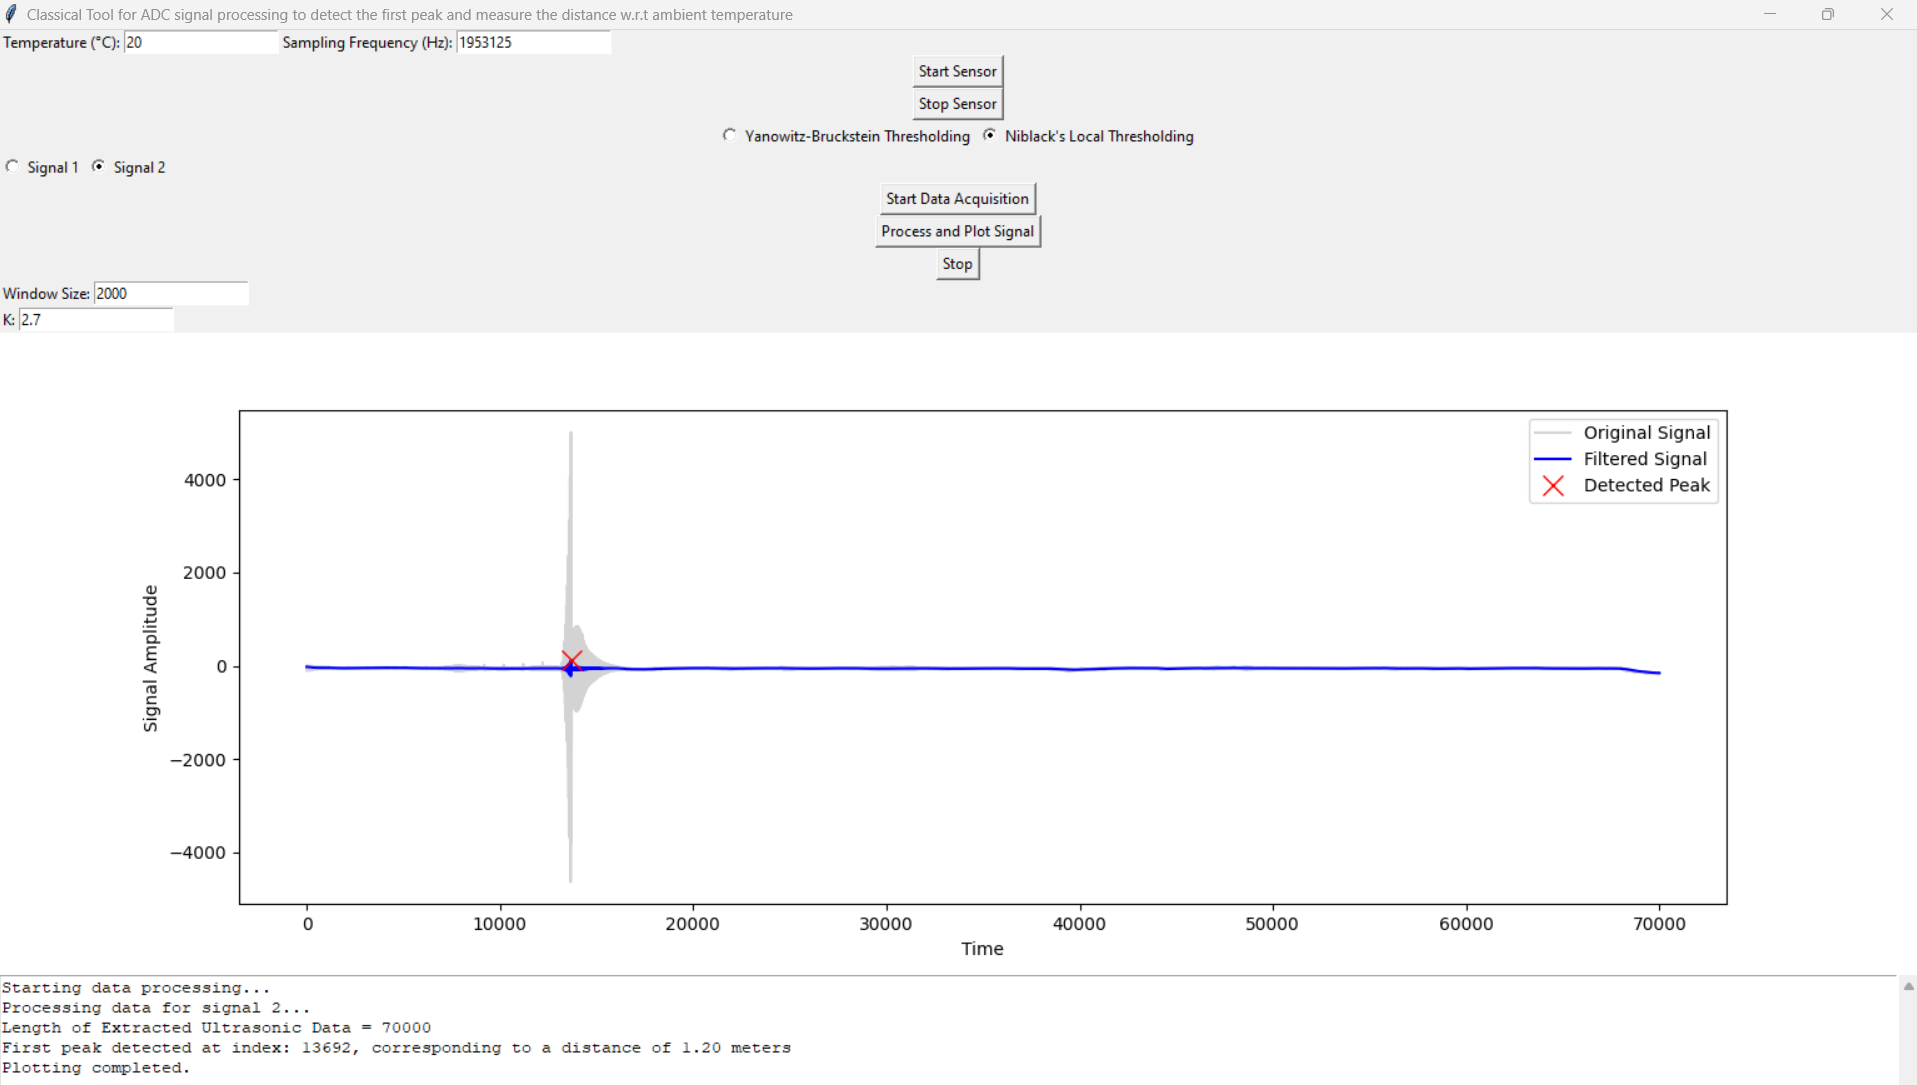 Classical Tool for ADC signal processing to detect the first peak and measure the distance w.r.t ambient temperature
Temperature (°C): 20 Sampling Frequency (Hz): 1953125
Start Sensor
Stop Sensor
Yanowitz-Bruckstein Thresholding Niblack's Local Thresholding
Signal 1 Signal 2
Start Data Acquisition
Process and Plot Signal
Stop
Window Size: 2000
K: 2.7
Original Signal
Filtered Signal
Detected Peak
4000
2000
0
−2000
−4000
Signal Amplitude
0 10000 20000 30000 40000 50000 60000 70000
Time
Starting data processing...
Processing data for signal 2...
Length of Extracted Ultrasonic Data = 70000
First peak detected at index: 13692, corresponding to a distance of 1.20 meters
Plotting completed.